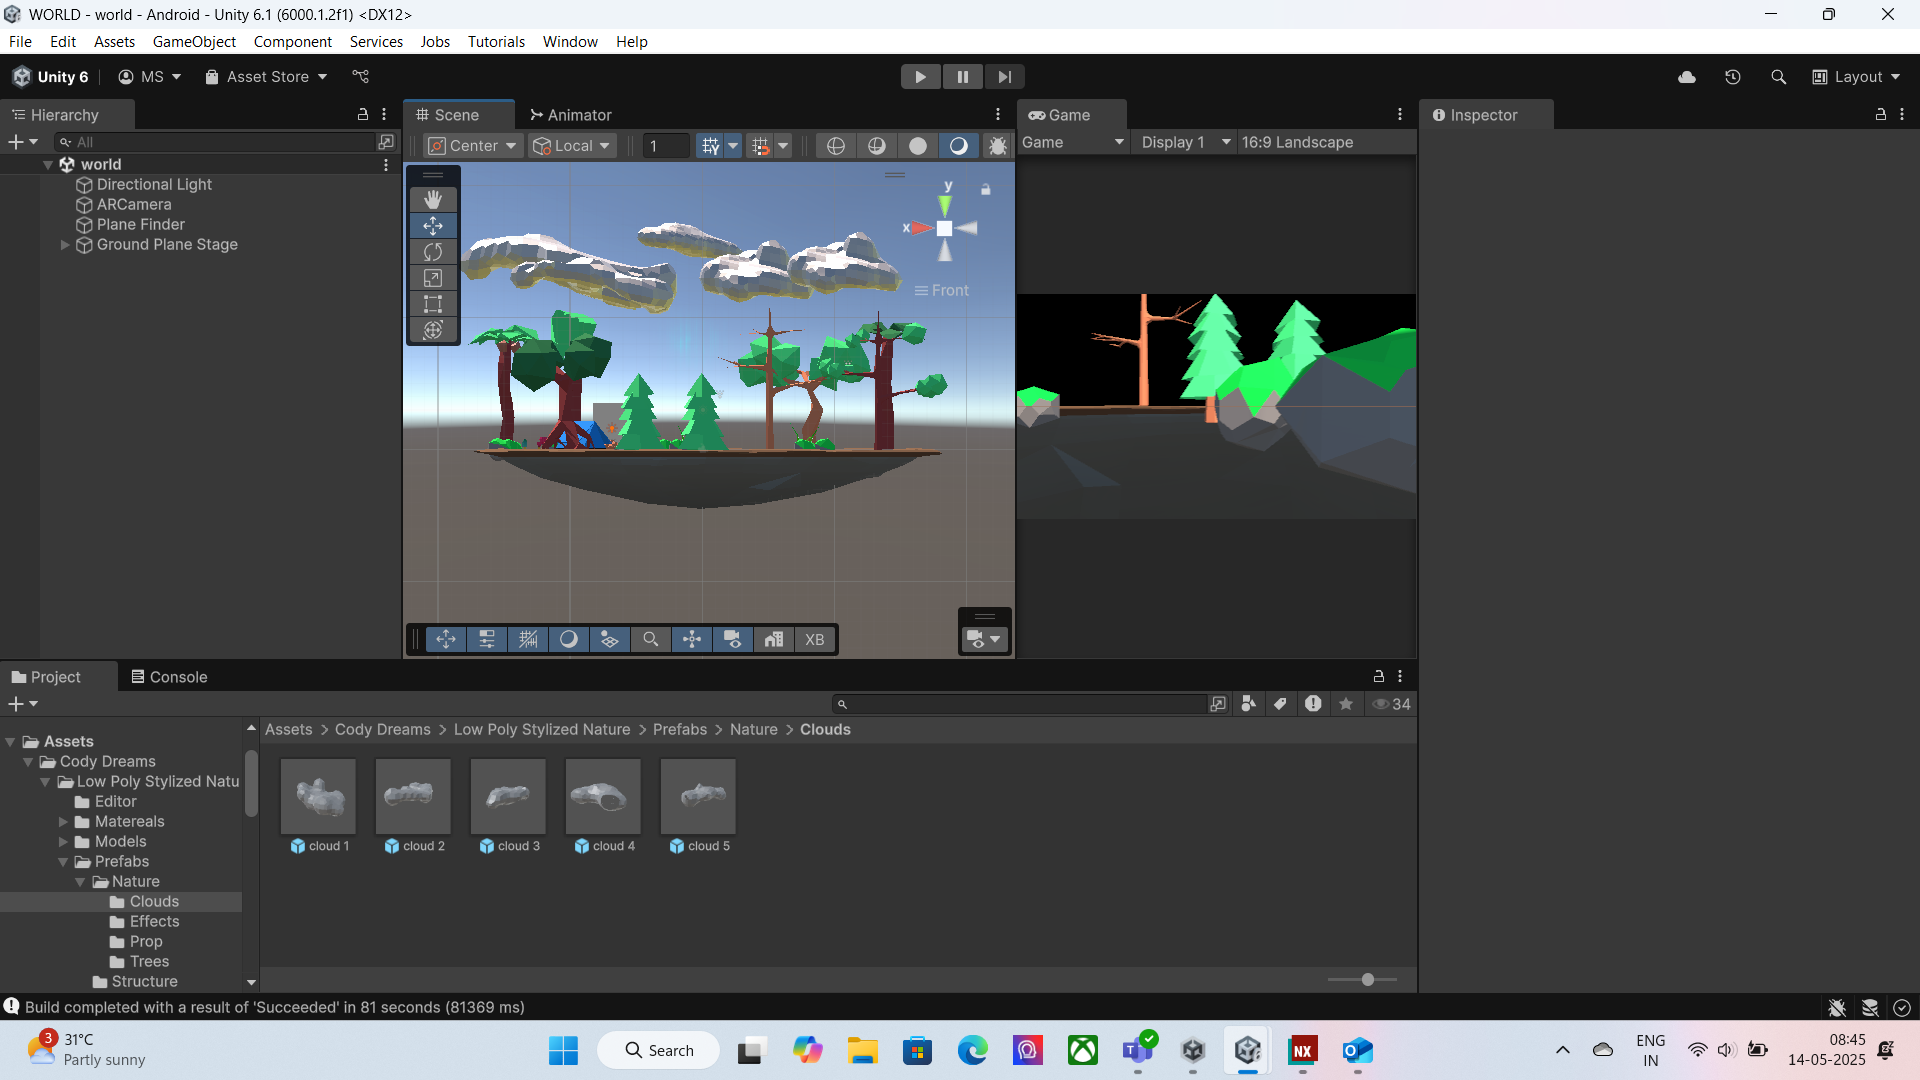 WORLD - world - Android - Unity 6.1 (6000.1.2f1) <DX12>
File Edit Assets GameObject Component Services Jobs Tutorials Window Help
Unity 6 MS Asset Store Layout
Hierarchy
All
world
Directional Light
ARCamera
Plane Finder
Ground Plane Stage
Scene Animator
Center Local 1
y
x
Front
XB
Game
Game Display 1 16:9 Landscape
Inspector
Project Console
34
Assets
Cody Dreams
Low Poly Stylized Natu
Editor
Matereals
Models
Prefabs
Nature
Clouds
Effects
Prop
Trees
Structure
Assets > Cody Dreams > Low Poly Stylized Nature > Prefabs > Nature > Clouds
cloud 1 cloud 2 cloud 3 cloud 4 cloud 5
Build completed with a result of 'Succeeded' in 81 seconds (81369 ms)
3
31°C
Partly sunny
Search
NX
ENG
IN
08:45
14-05-2025